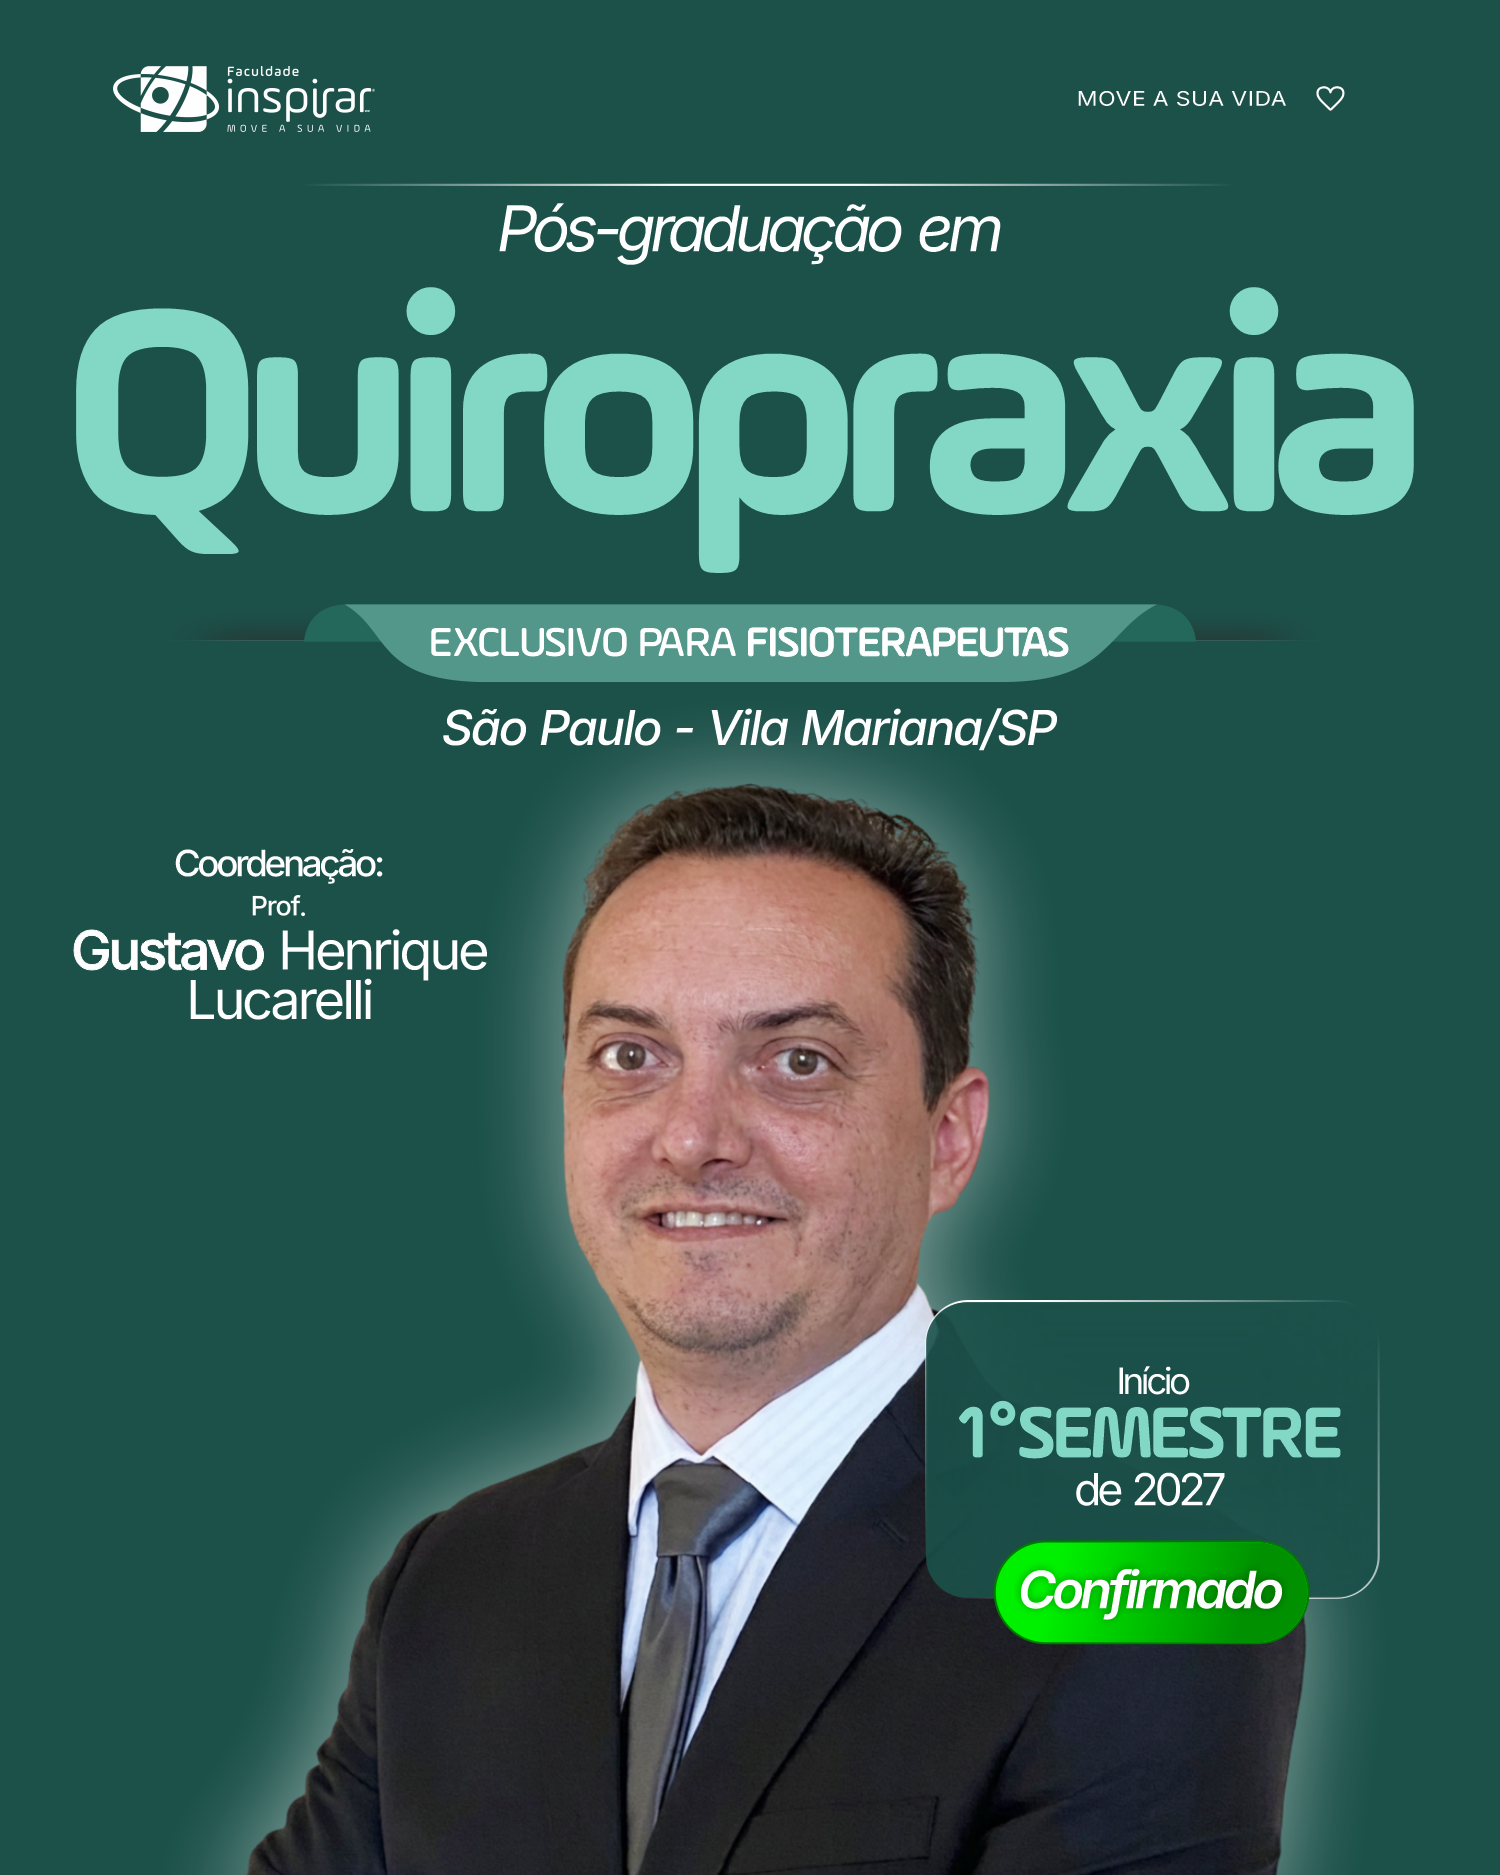 Faculdade
inspirar
MOVE A SUA VIDA
MOVE A SUA VIDA
Pós-graduação em
Quiropraxia
EXCLUSIVO PARA FISIOTERAPEUTAS
São Paulo - Vila Mariana/SP
Coordenação:
Prof.
Gustavo Henrique
Lucarelli
Início
1°SEMESTRE
de 2027
Confirmado